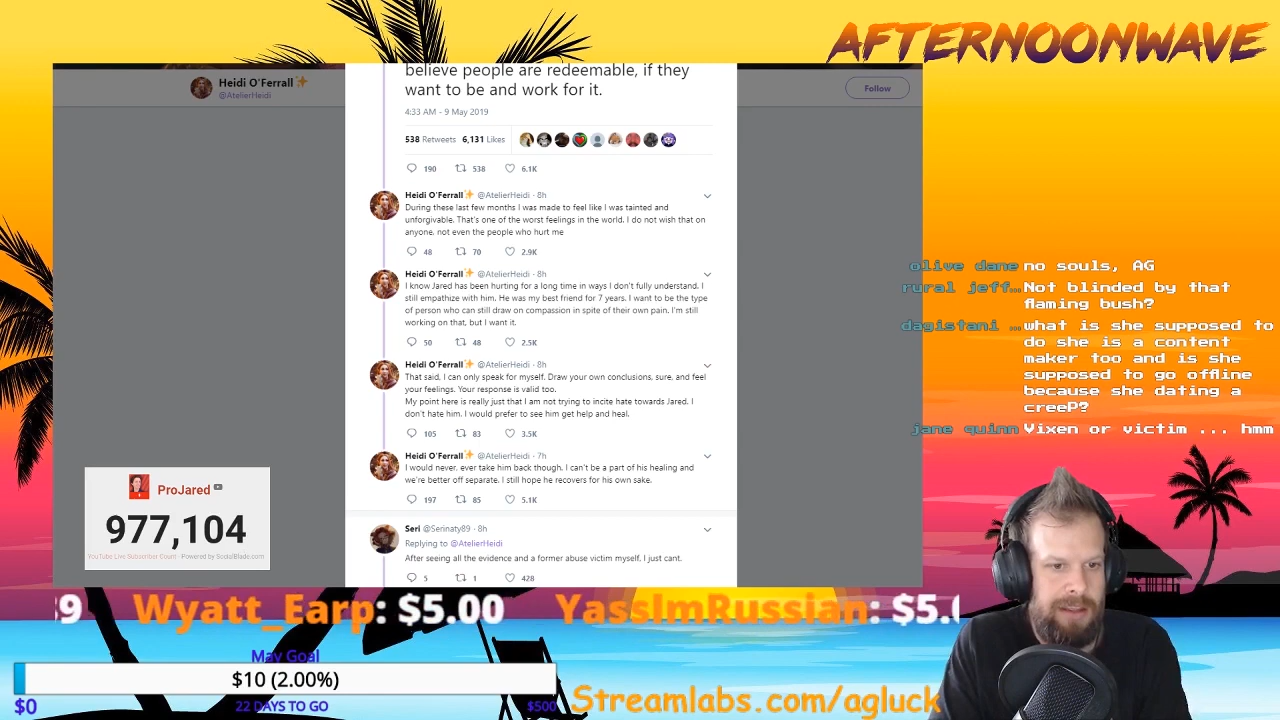 AFTERNOONWAVE
Heidi O'Ferrall
@AtelierHeidi
Follow
believe people are redeemable, if they
want to be and work for it.
4:33 AM - 9 May 2019
538 Retweets 6,131 Likes
190 538 6.1K
Heidi O'Ferrall @AtelierHeidi · 8h
During these last few months I was made to feel like I was tainted and
unforgivable. That's one of the worst feelings in the world. I do not wish that on
anyone, not even the people who hurt me
48 70 2.9K
Heidi O'Ferrall @AtelierHeidi · 8h
I know Jared has been hurting for a long time in ways I don't fully understand, I
still empathize with him. He was my best friend for 7 years. I want to be the type
of person who can still draw on compassion in spite of their own pain. I'm still
working on that, but I want it.
50 48 2.5K
Heidi O'Ferrall @AtelierHeidi · 8h
That said, I can only speak for myself. Draw your own conclusions, sure, and feel
your feelings. Your response is valid too.
My point here is really just that I am not trying to incite hate towards Jared. I
don't hate him. I would prefer to see him get help and heal.
105 83 3.5K
Heidi O'Ferrall @AtelierHeidi · 7h
I would never, ever take him back though. I can't be a part of his healing and
we're better off separate. I still hope he recovers for his own sake.
197 85 5.1K
Seri @Serinaty89 · 8h
Replying to @AtelierHeidi
After seeing all the evidence and a former abuse victim myself, I just cant.
5 1 428
ProJared
977,104
YouTube Live Subscriber Count - Powered by SocialBlade.com
olive dane no souls, AG
rural jeff... Not blinded by that
flaming bush?
dagistani ... what is she supposed to
do she is a content
maker too and is she
supposed to go offline
because she dating a
creeP?
jane quinn Vixen or victim ... hmm
9 Wyatt_Earp: $5.00 YassImRussian: $5.
May Goal
$10 (2.00%)
$0 22 DAYS TO GO $500
Streamlabs.com/agluck